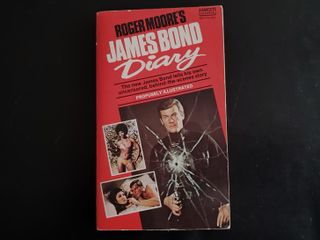 FAWCETT
ROGER MOORE'S
JAMES BOND
Diary
The new James Bond tells his own
uncensored, behind-the-scenes story
PROFUSELY ILLUSTRATED